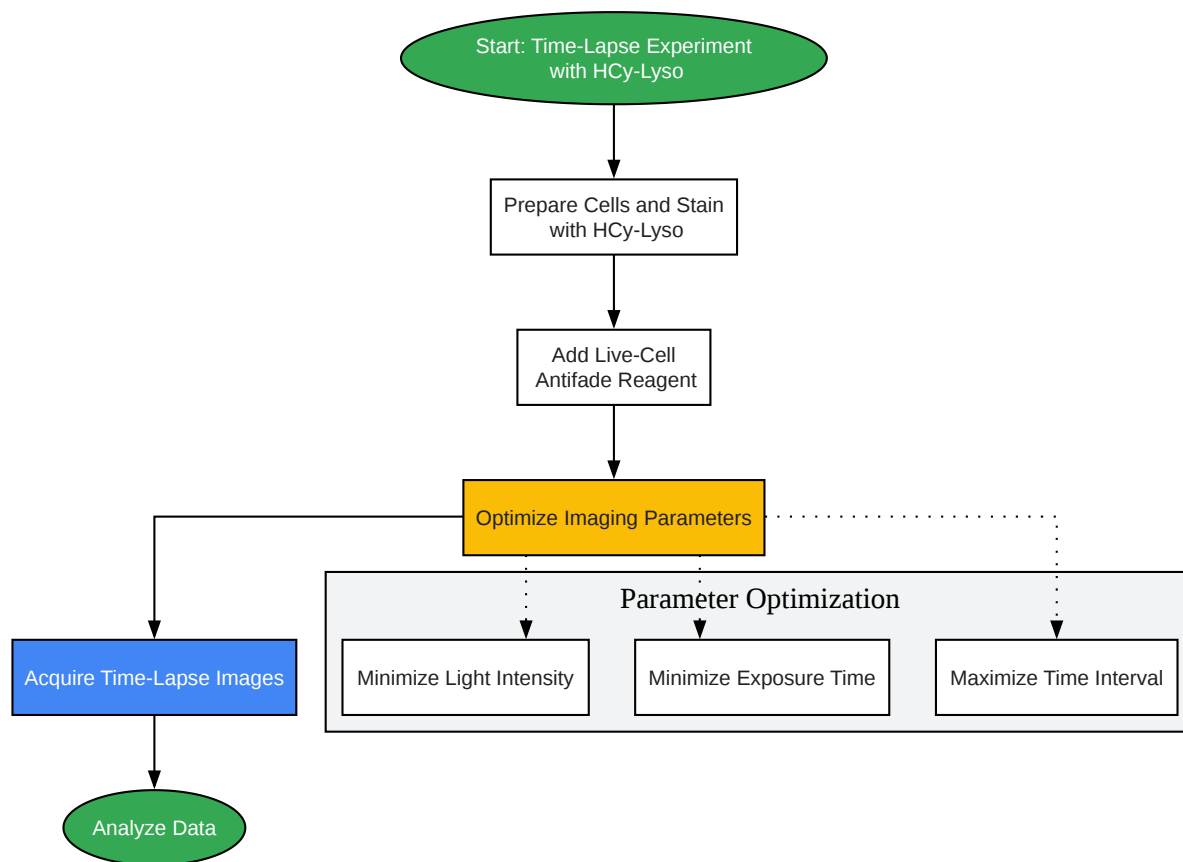 Start: Time-Lapse Experiment
with HCy-Lyso
Prepare Cells and Stain
with HCy-Lyso
Add Live-Cell
Antifade Reagent
Optimize Imaging Parameters
Parameter Optimization
Acquire Time-Lapse Images
Minimize Light Intensity
Minimize Exposure Time
Maximize Time Interval
Analyze Data